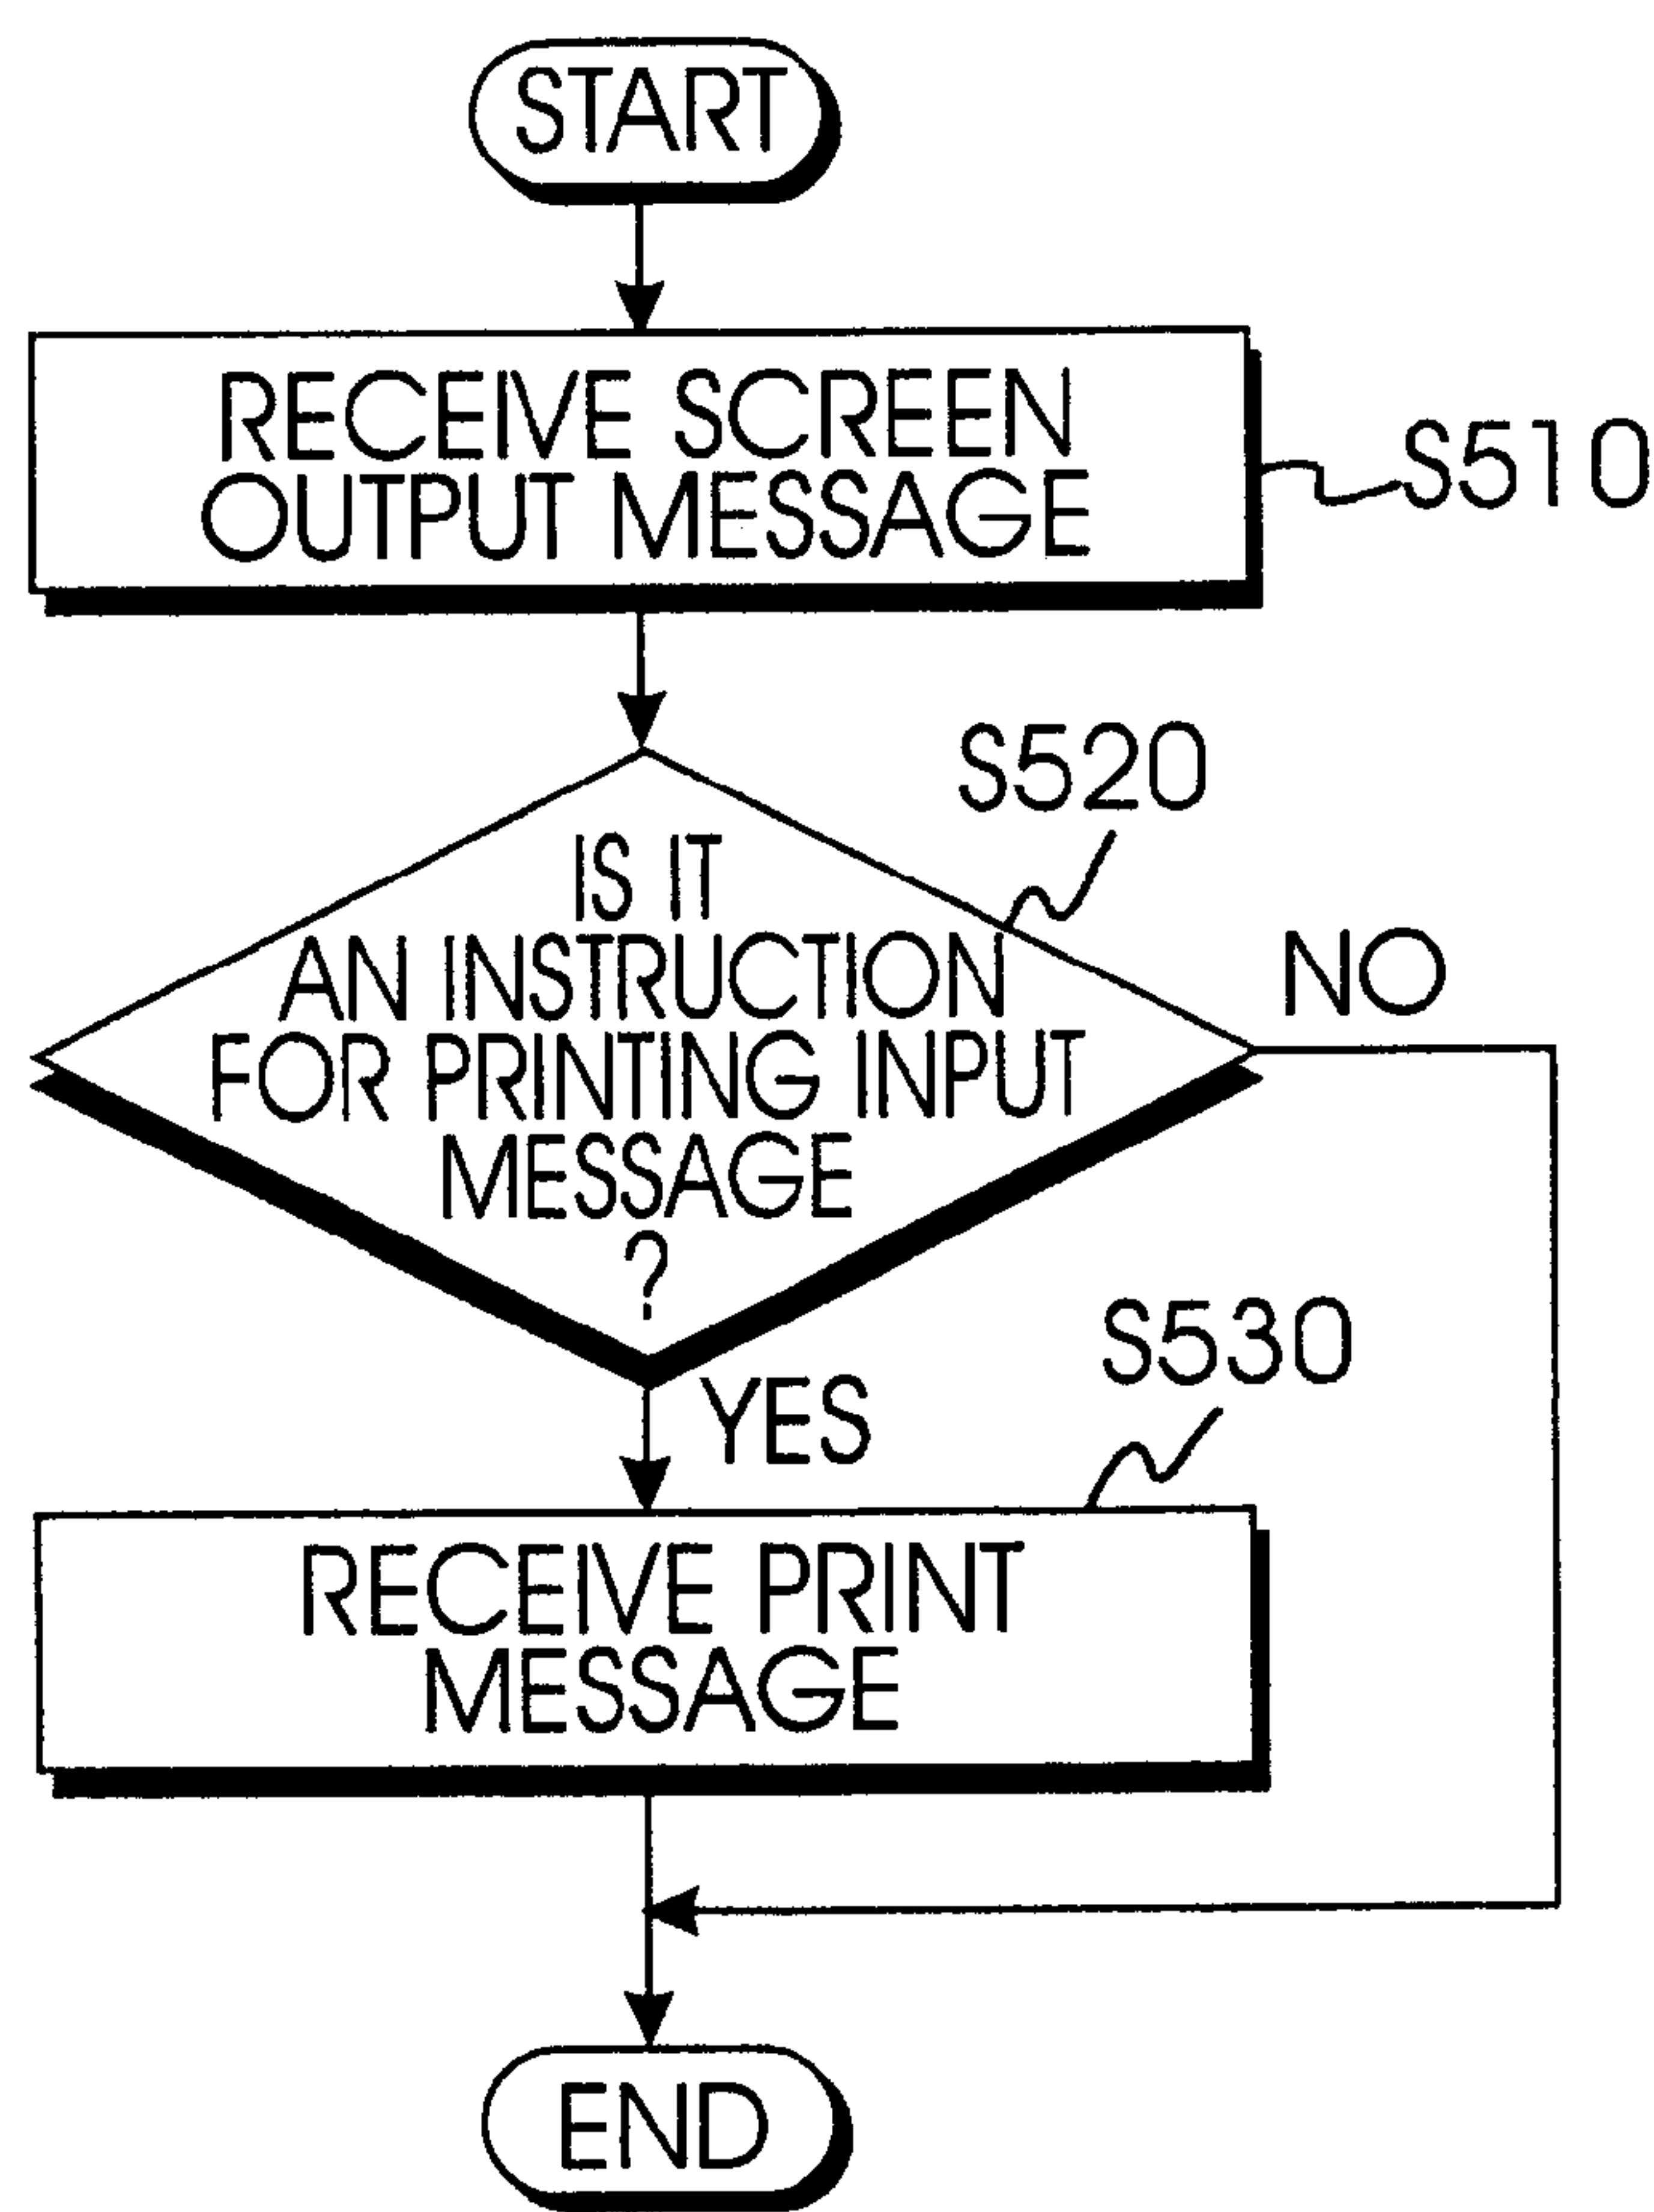 START
RECEIVE SCREEN
OUTPUT MESSAGE
S510
S520
IS IT
AN INSTRUCTION
FOR PRINTING INPUT
MESSAGE
?
NO
YES
S530
RECEIVE PRINT
MESSAGE
END